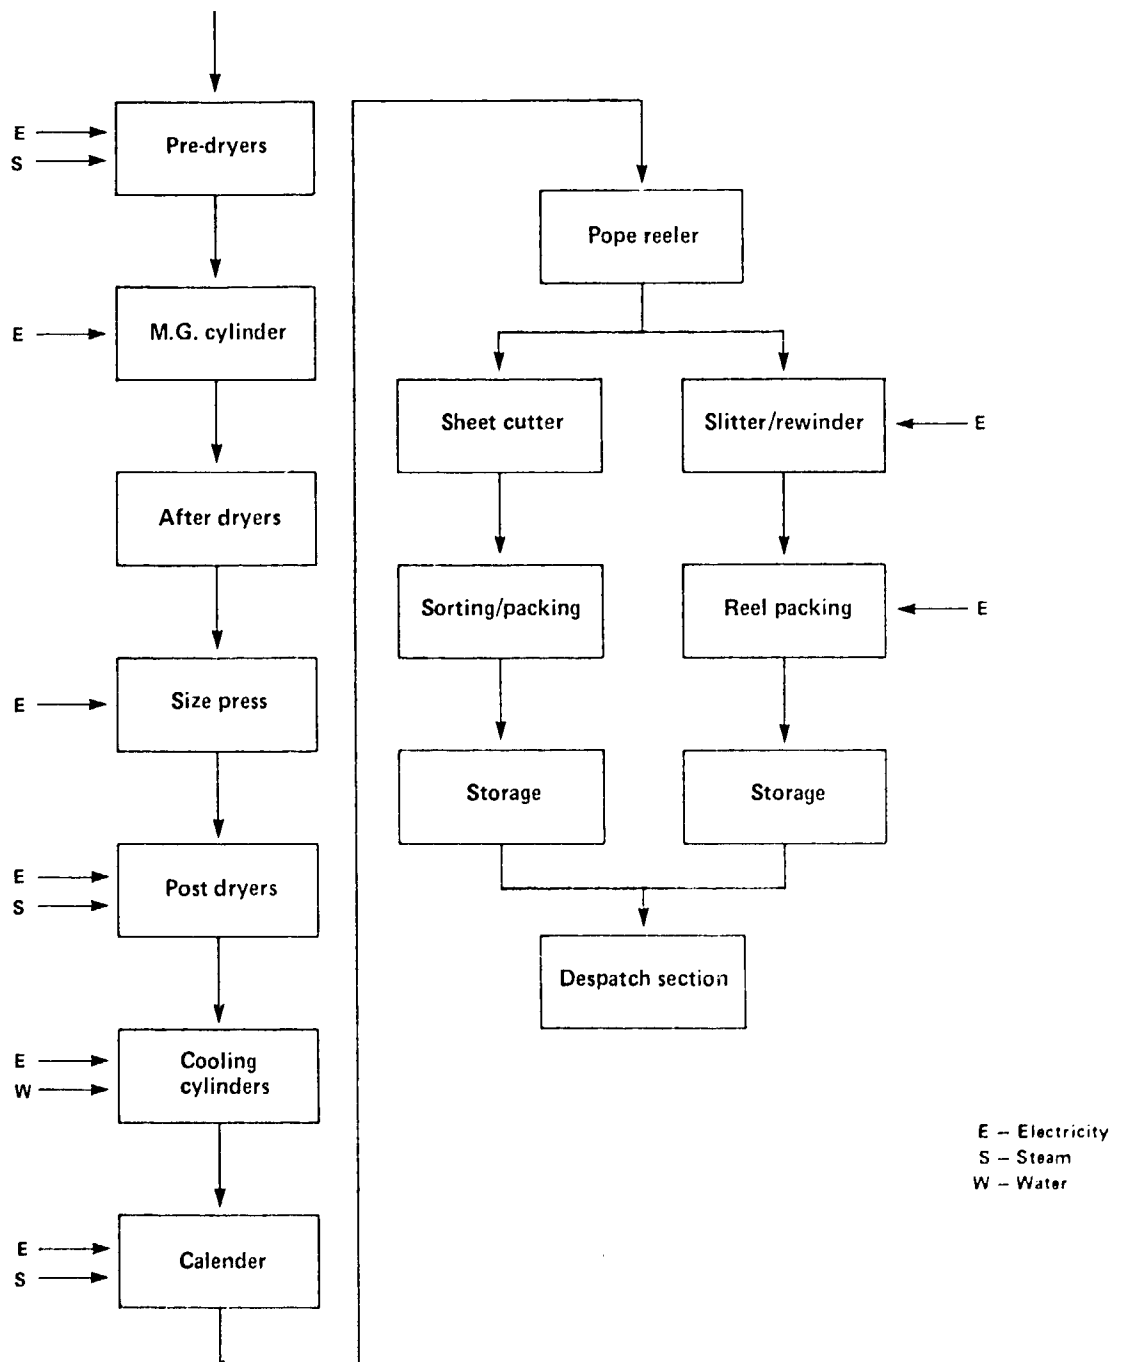 E
S
Pre-dryers
E
M.G. cylinder
After dryers
E
Size press
E
S
Post dryers
E
W
Cooling
cylinders
E
S
Calender
Pope reeler
Sheet cutter
Slitter/rewinder
E
Sorting/packing
Reel packing
E
Storage
Storage
Despatch section
E – Electricity
S – Steam
W – Water